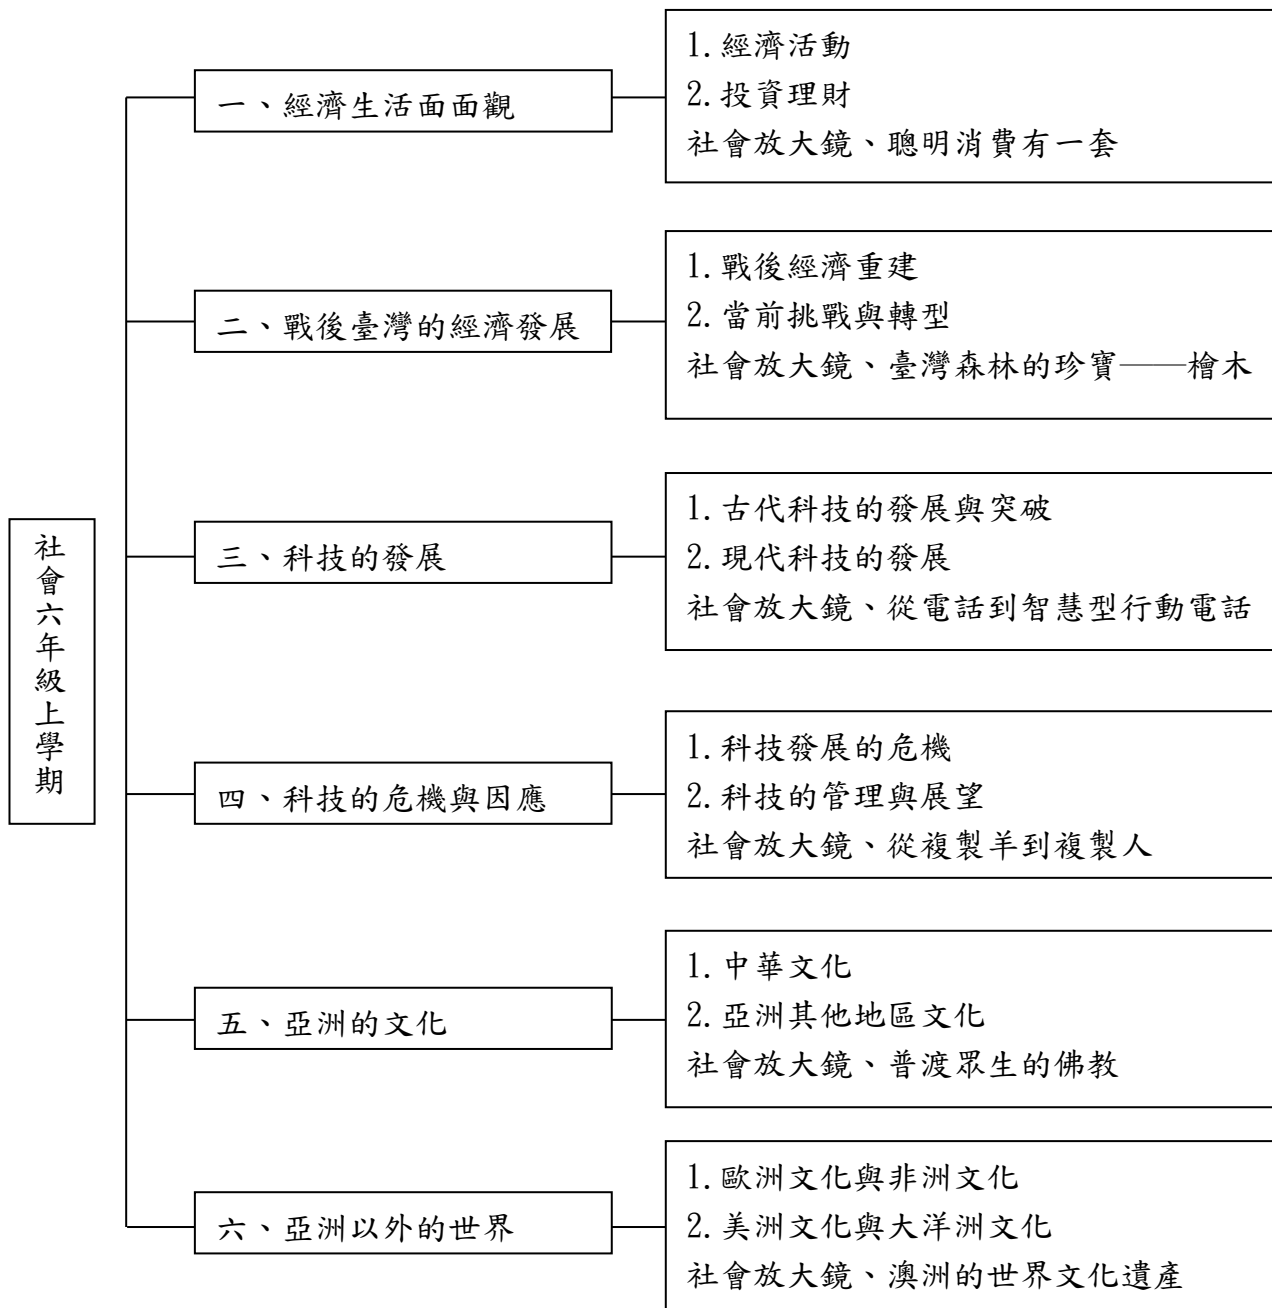 社會六年級上學期
一、經濟生活面面觀
1.經濟活動
2.投資理財
社會放大鏡、聰明消費有一套
二、戰後臺灣的經濟發展
1.戰後經濟重建
2.當前挑戰與轉型
社會放大鏡、臺灣森林的珍寶──檜木
三、科技的發展
1.古代科技的發展與突破
2.現代科技的發展
社會放大鏡、從電話到智慧型行動電話
四、科技的危機與因應
1.科技發展的危機
2.科技的管理與展望
社會放大鏡、從複製羊到複製人
五、亞洲的文化
1.中華文化
2.亞洲其他地區文化
社會放大鏡、普渡眾生的佛教
六、亞洲以外的世界
1.歐洲文化與非洲文化
2.美洲文化與大洋洲文化
社會放大鏡、澳洲的世界文化遺產